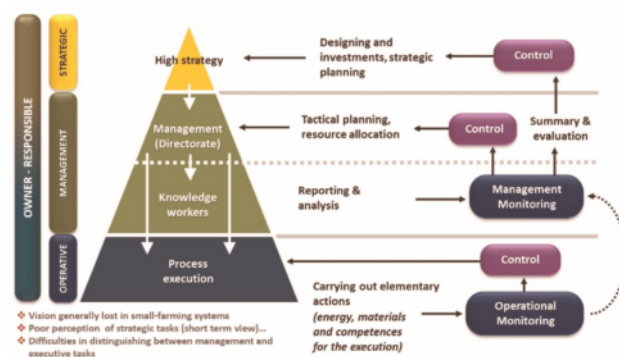 OWNER - RESPONSIBLE
STRATEGIC
MANAGEMENT
OPERATIVE
High strategy
Designing and
investments, strategic
planning
Control
Management
(Directorate)
Tactical planning,
resource allocation
Control
Summary &
evaluation
Knowledge
workers
Reporting &
analysis
Management
Monitoring
Process
execution
Control
Carrying out elementary
actions
(energy, materials
and competences
for the execution)
Operational
Monitoring
Vision generally lost in small-farming systems
Poor perception of strategic tasks (short term view)...
Difficulties in distinguishing between management and
executive tasks